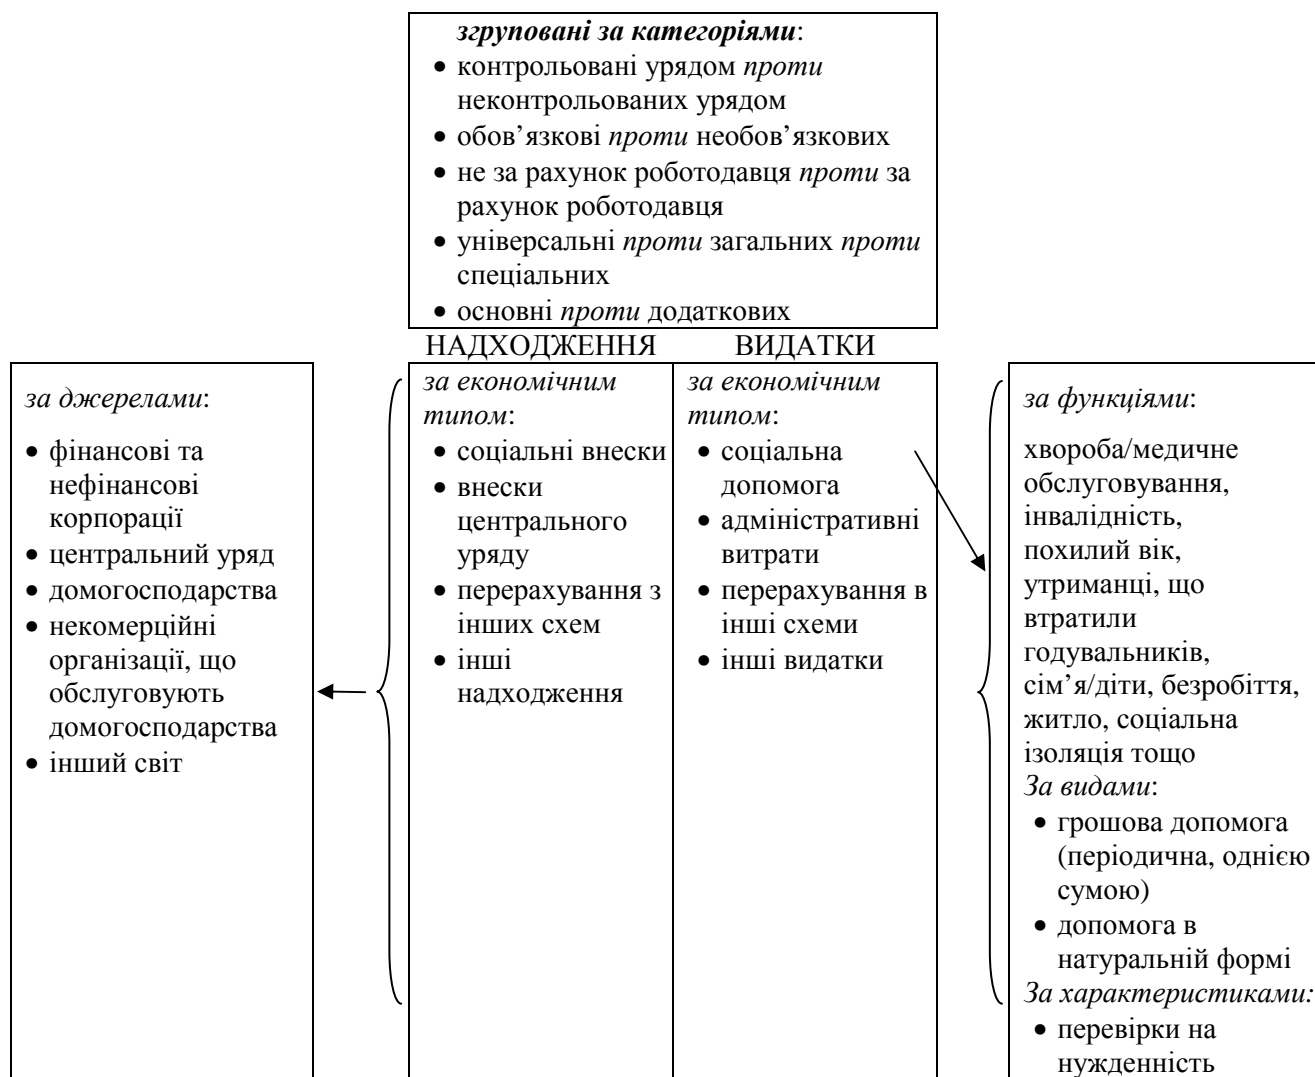 згруповані за категоріями:
• контрольовані урядом проти
неконтрольованих урядом
• обов’язкові проти необов’язкових
• не за рахунок роботодавця проти за
рахунок роботодавця
• універсальні проти загальних проти
спеціальних
• основні проти додаткових
НАДХОДЖЕННЯ
ВИДАТКИ
за джерелами:
• фінансові та
нефінансові
корпорації
• центральний уряд
• домогосподарства
• некомерційні
організації, що
обслуговують
домогосподарства
• інший світ
за економічним
типом:
• соціальні внески
• внески
центрального
уряду
• перерахування з
інших схем
• інші
надходження
за економічним
типом:
• соціальна
допомога
• адміністративні
витрати
• перерахування в
інші схеми
• інші видатки
за функціями:
хвороба/медичне
обслуговування,
інвалідність,
похилий вік,
утриманці, що
втратили
годувальників,
сім’я/діти, безробіття,
житло, соціальна
ізоляція тощо
За видами:
• грошова допомога
(періодична, однією
сумою)
• допомога в
натуральній формі
За характеристиками:
• перевірки на
нужденність